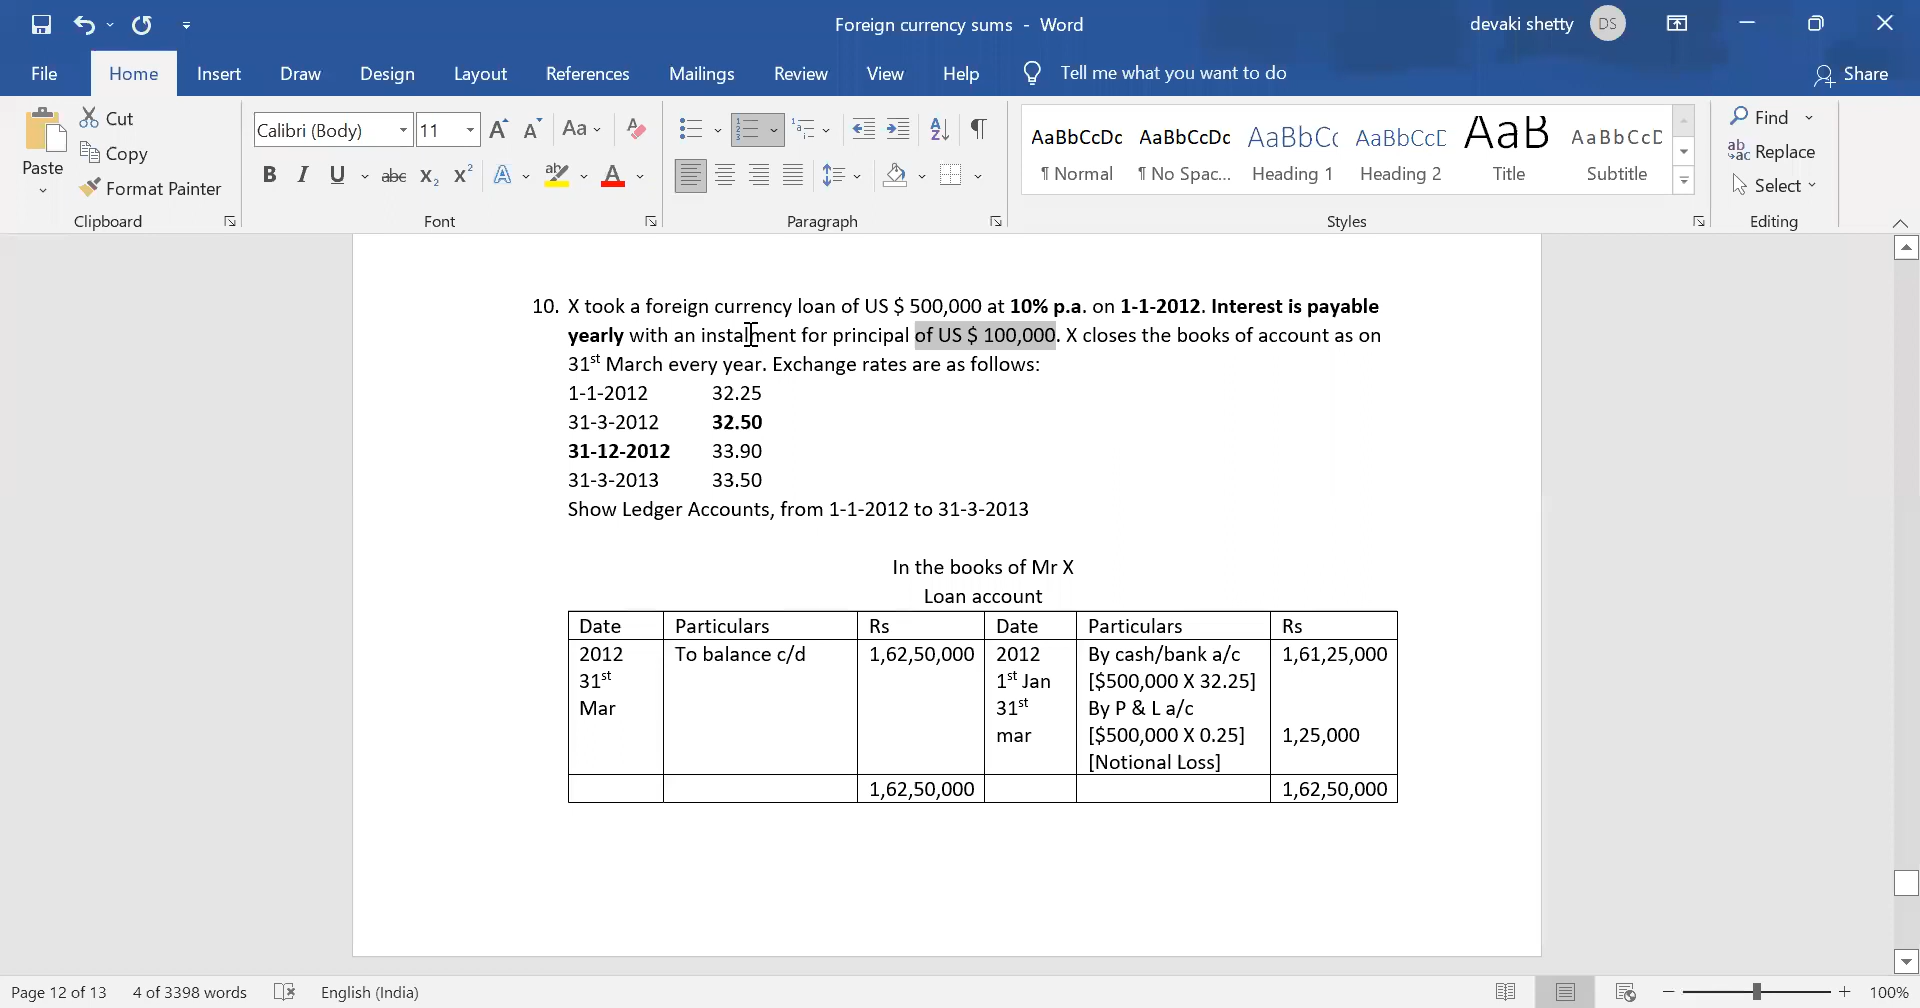 Foreign currency sums - Word
devaki shetty DS
File Home Insert Draw Design Layout References Mailings Review View Help Tell me what you want to do Share
Paste
Cut
Copy
Format Painter
Clipboard
Calibri (Body) 11 A A Aa A
B I U abc X₂ X² A ab A
Font
Paragraph
AaBbCcDc AaBbCcDc AaBbCc AaBbCcD AaB AaBbCcD
¶ Normal ¶ No Spac... Heading 1 Heading 2 Title Subtitle
Styles
Find
Replace
Select
Editing
10. X took a foreign currency loan of US $ 500,000 at 10% p.a. on 1-1-2012. Interest is payable
yearly with an instalment for principal of US $ 100,000. X closes the books of account as on
31st March every year. Exchange rates are as follows:
1-1-2012 32.25
31-3-2012 32.50
31-12-2012 33.90
31-3-2013 33.50
Show Ledger Accounts, from 1-1-2012 to 31-3-2013
In the books of Mr X
Loan account
Date Particulars Rs Date Particulars Rs
2012 To balance c/d 1,62,50,000 2012 By cash/bank a/c 1,61,25,000
31st 1st Jan [$500,000 X 32.25]
Mar 31st By P & L a/c
mar [$500,000 X 0.25] 1,25,000
[Notional Loss]
1,62,50,000 1,62,50,000
Page 12 of 13 4 of 3398 words English (India) 100%